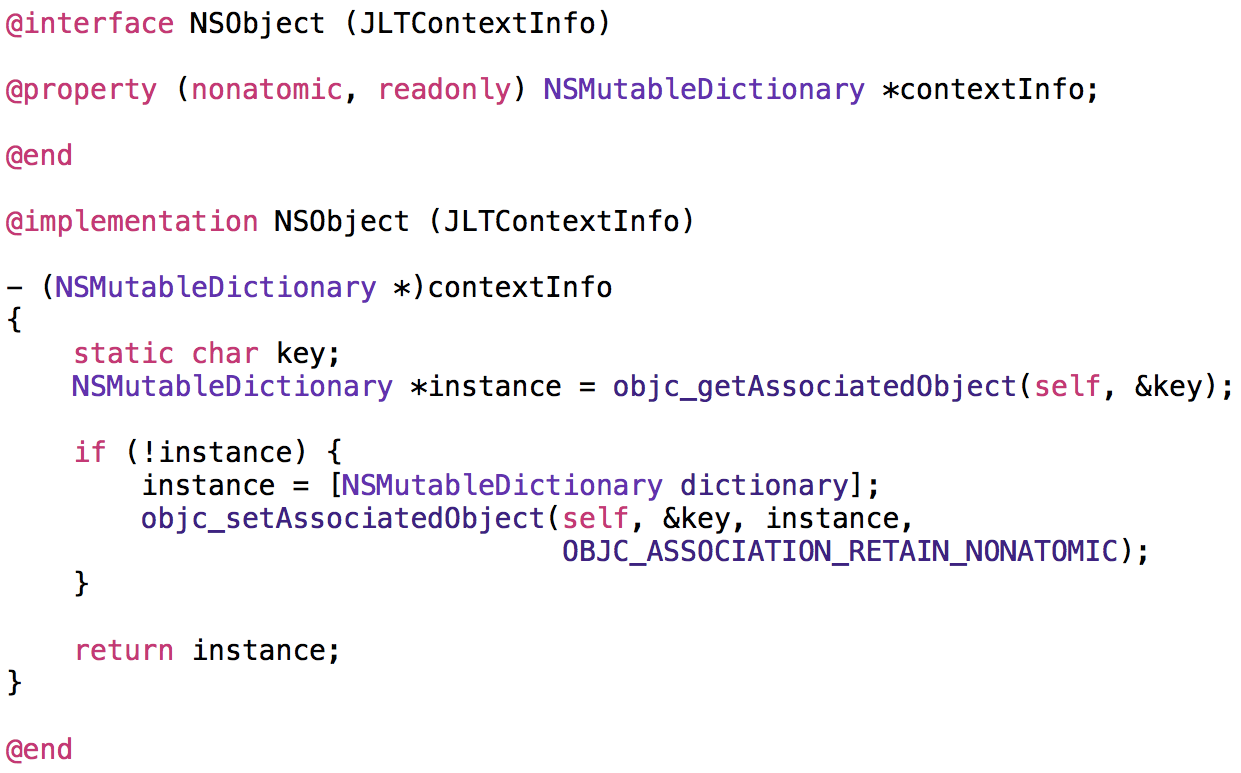 @interface NSObject (JLTContextInfo)
@property (nonatomic, readonly) NSMutableDictionary *contextInfo;
@end
@implementation NSObject (JLTContextInfo)
– (NSMutableDictionary *)contextInfo
{
    static char key;
    NSMutableDictionary *instance = objc_getAssociatedObject(self, &key);
    if (!instance) {
        instance = [NSMutableDictionary dictionary];
        objc_setAssociatedObject(self, &key, instance,
                                 OBJC_ASSOCIATION_RETAIN_NONATOMIC);
    }
    return instance;
}
@end